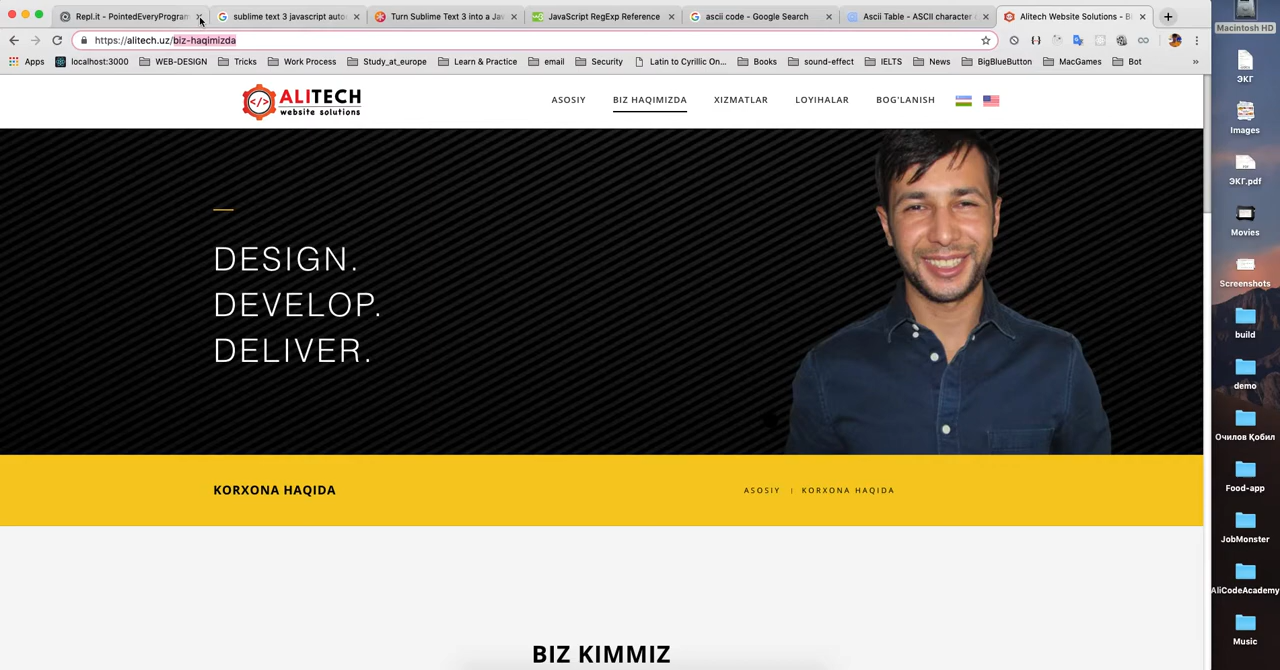 Repl.it - PointedEveryProgram
sublime text 3 javascript auto
Turn Sublime Text 3 into a Ja
JavaScript RegExp Reference
ascii code - Google Search
Ascii Table - ASCII character
Alitech Website Solutions - B
https://alitech.uz/biz-haqimizda
Apps
localhost:3000
WEB-DESIGN
Tricks
Work Process
Study_at_europe
Learn & Practice
email
Security
Latin to Cyrillic On...
Books
sound-effect
IELTS
News
BigBlueButton
MacGames
Bot
»
</> ALITECH
website solutions
ASOSIY
BIZ HAQIMIZDA
XIZMATLAR
LOYIHALAR
BOG'LANISH
DESIGN.
DEVELOP.
DELIVER.
KORXONA HAQIDA
ASOSIY | KORXONA HAQIDA
BIZ KIMMIZ
Macintosh HD
ЭКГ
Images
ЭКГ.pdf
Movies
Screenshots
build
demo
Очилов Қобил
Food-app
JobMonster
AliCodeAcademy
Music